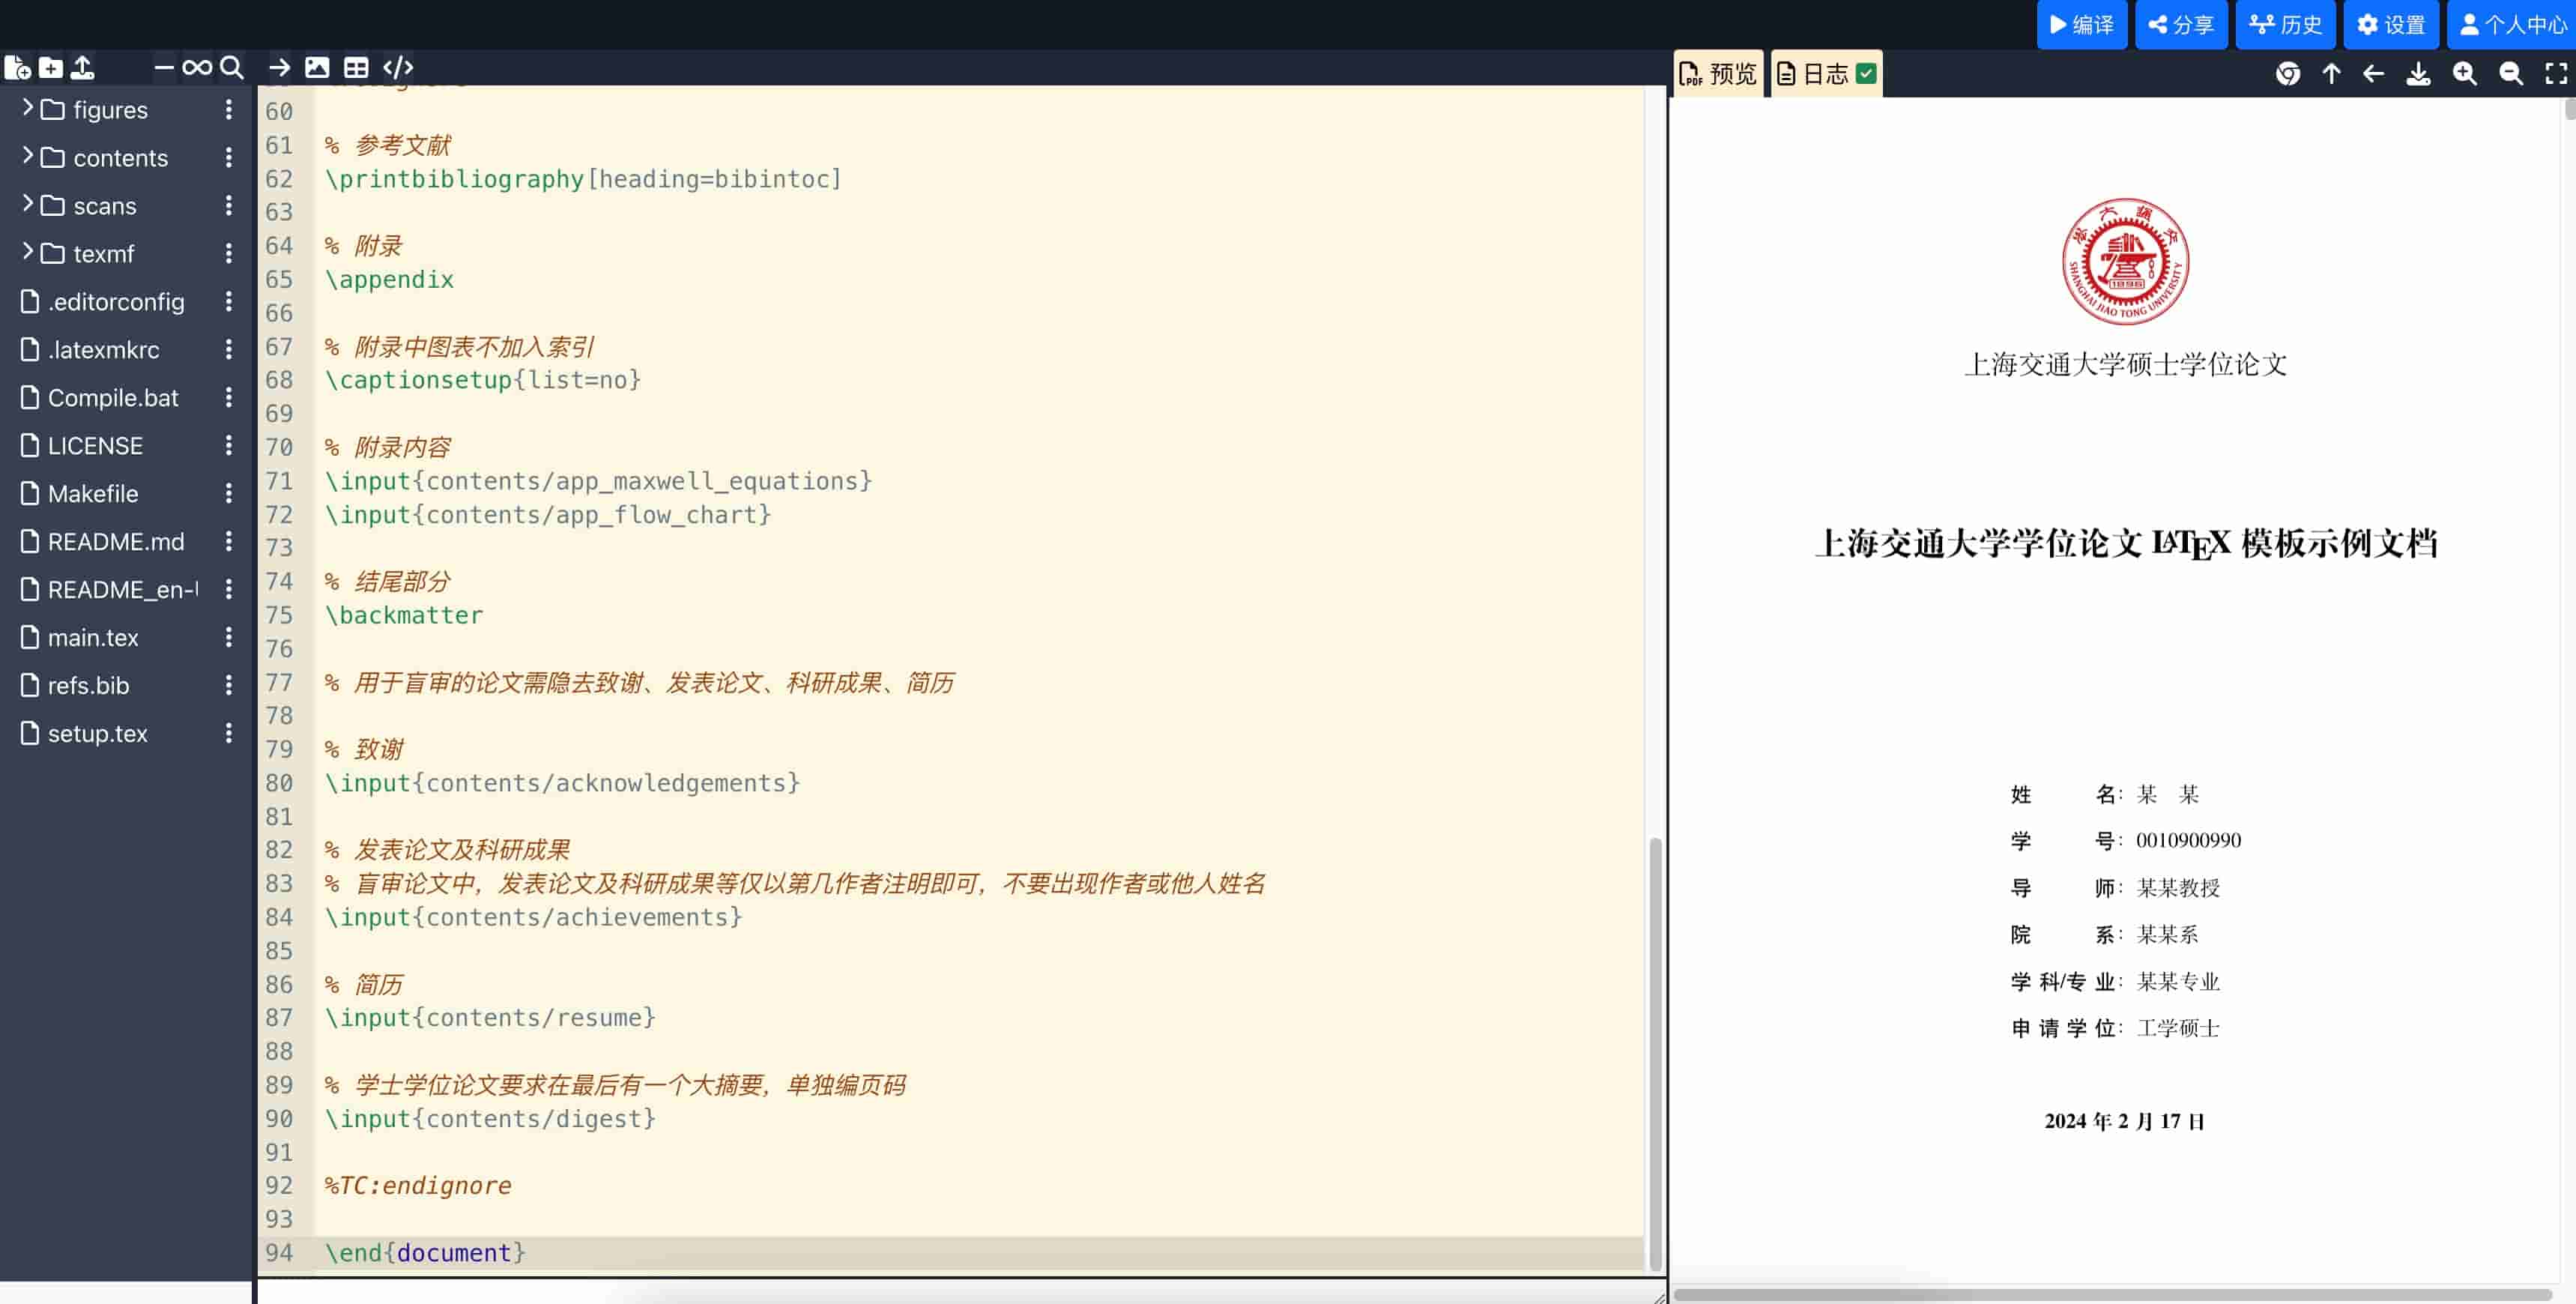 编译 分享 历史 设置 个人中心
预览 日志
figures
contents
scans
texmf
.editorconfig
.latexmkrc
Compile.bat
LICENSE
Makefile
README.md
README_en-
main.tex
refs.bib
setup.tex
60
61 % 参考文献
62 \printbibliography[heading=bibintoc]
63
64 % 附录
65 \appendix
66
67 % 附录中图表不加入索引
68 \captionsetup{list=no}
69
70 % 附录内容
71 \input{contents/app_maxwell_equations}
72 \input{contents/app_flow_chart}
73
74 % 结尾部分
75 \backmatter
76
77 % 用于盲审的论文需隐去致谢、发表论文、科研成果、简历
78
79 % 致谢
80 \input{contents/acknowledgements}
81
82 % 发表论文及科研成果
83 % 盲审论文中，发表论文及科研成果等仅以第几作者注明即可，不要出现作者或他人姓名
84 \input{contents/achievements}
85
86 % 简历
87 \input{contents/resume}
88
89 % 学士学位论文要求在最后有一个大摘要，单独编页码
90 \input{contents/digest}
91
92 %TC:endignore
93
94 \end{document}
SHANGHAI JIAO TONG UNIVERSITY
1896
上海交通大学硕士学位论文
上海交通大学学位论文 LATEX 模板示例文档
姓 名：某 某
学 号：0010900990
导 师：某某教授
院 系：某某系
学科/专业：某某专业
申请学位：工学硕士
2024 年 2 月 17 日